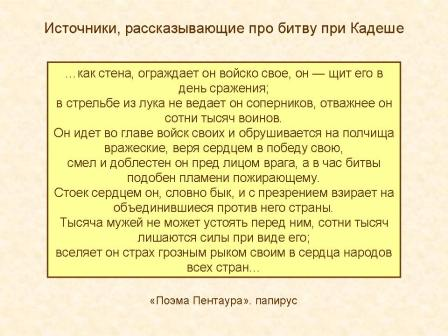 Источники, рассказывающие про битву при Кадеше
…как стена, ограждает он войско свое, он — щит его в
день сражения;
в стрельбе из лука не ведает он соперников, отважнее он
сотни тысяч воинов.
Он идет во главе войск своих и обрушивается на полчища
вражеские, веря сердцем в победу свою,
смел и доблестен он пред лицом врага, а в час битвы
подобен пламени пожирающему.
Стоек сердцем он, словно бык, и с презрением взирает на
объединившиеся против него страны.
Тысяча мужей не может устоять перед ним, сотни тысяч
лишаются силы при виде его;
вселяет он страх грозным рыком своим в сердца народов
всех стран…
«Поэма Пентаура». папирус